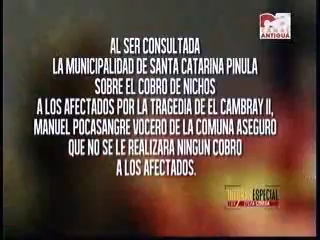 CA
CANAL
ANTIGUA
AL SER CONSULTADA
LA MUNICIPALIDAD DE SANTA CATARINA PINULA
SOBRE EL COBRO DE NICHOS
A LOS AFECTADOS POR LA TRAGEDIA DE EL CAMBRAY II,
MANUEL POCASANGRE VOCERO DE LA COMUNA ASEGURO
QUE NO SE LE REALIZARA NINGUN COBRO
A LOS AFECTADOS.
ESPECIAL